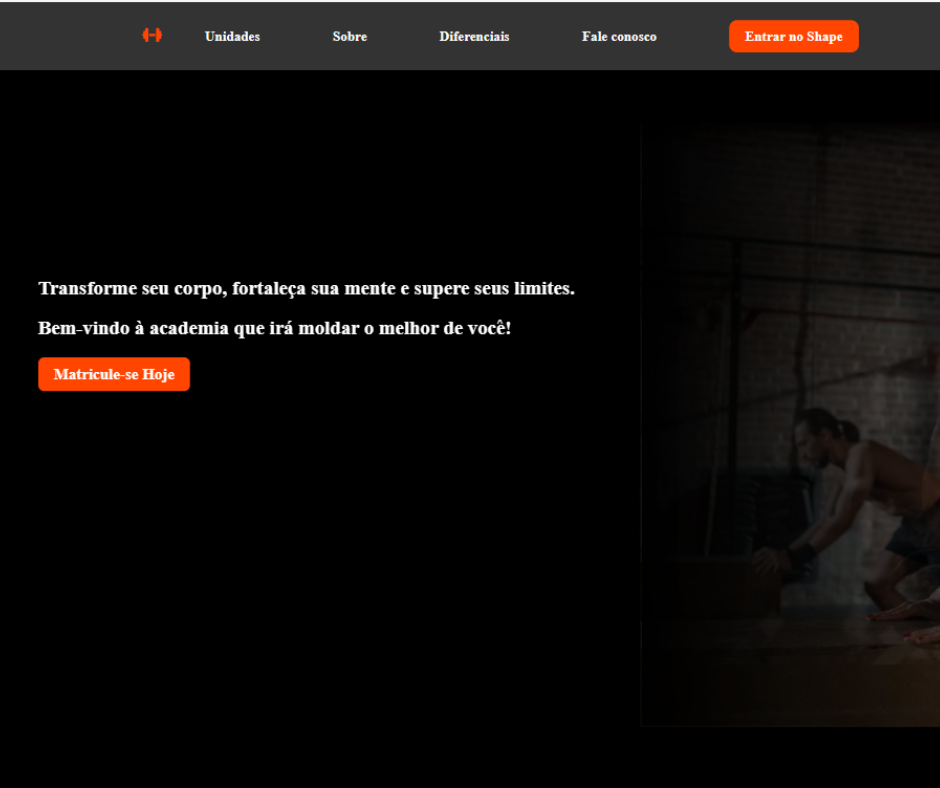 Unidades Sobre Diferenciais Fale conosco Entrar no Shape
Transforme seu corpo, fortaleça sua mente e supere seus limites.
Bem-vindo à academia que irá moldar o melhor de você!
Matricule-se Hoje